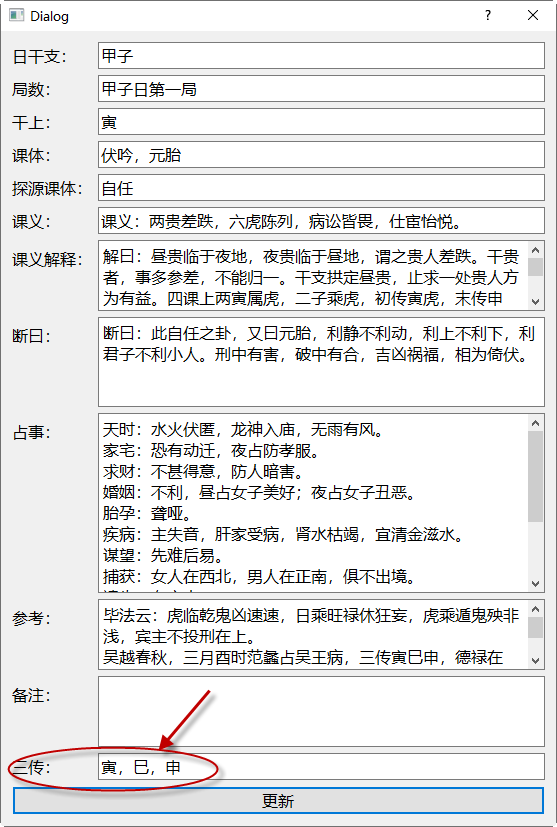 Dialog
日干支： 甲子
局数： 甲子日第一局
干上： 寅
课体： 伏吟，元胎
探源课体： 自任
课义： 课义：两贵差跌，六虎陈列，病讼皆畏，仕宦怡悦。
课义解释： 解曰：昼贵临于夜地，夜贵临于昼地，谓之贵人差跌。干贵
者，事多参差，不能归一。干支拱定昼贵，止求一处贵人方
为有益。四课上两寅属虎，二子乘虎，初传寅虎，末传申
断曰： 断曰：此自任之卦，又曰元胎，利静不利动，利上不利下，利
君子不利小人。刑中有害，破中有合，吉凶祸福，相为倚伏。
占事： 天时：水火伏匿，龙神入庙，无雨有风。
家宅：恐有动迁，夜占防孝服。
求财：不甚得意，防人暗害。
婚姻：不利，昼占女子美好；夜占女子丑恶。
胎孕：聋哑。
疾病：主失音，肝家受病，肾水枯竭，宜清金滋水。
谋望：先难后易。
捕获：女人在西北，男人在正南，俱不出境。
参考： 毕法云：虎临乾鬼凶速速，日乘旺禄休狂妄，虎乘遁鬼殃非
浅，宾主不投刑在上。
吴越春秋，三月酉时范蠡占吴王病，三传寅巳申，德禄在
备注：
三传： 寅，巳，申
更新